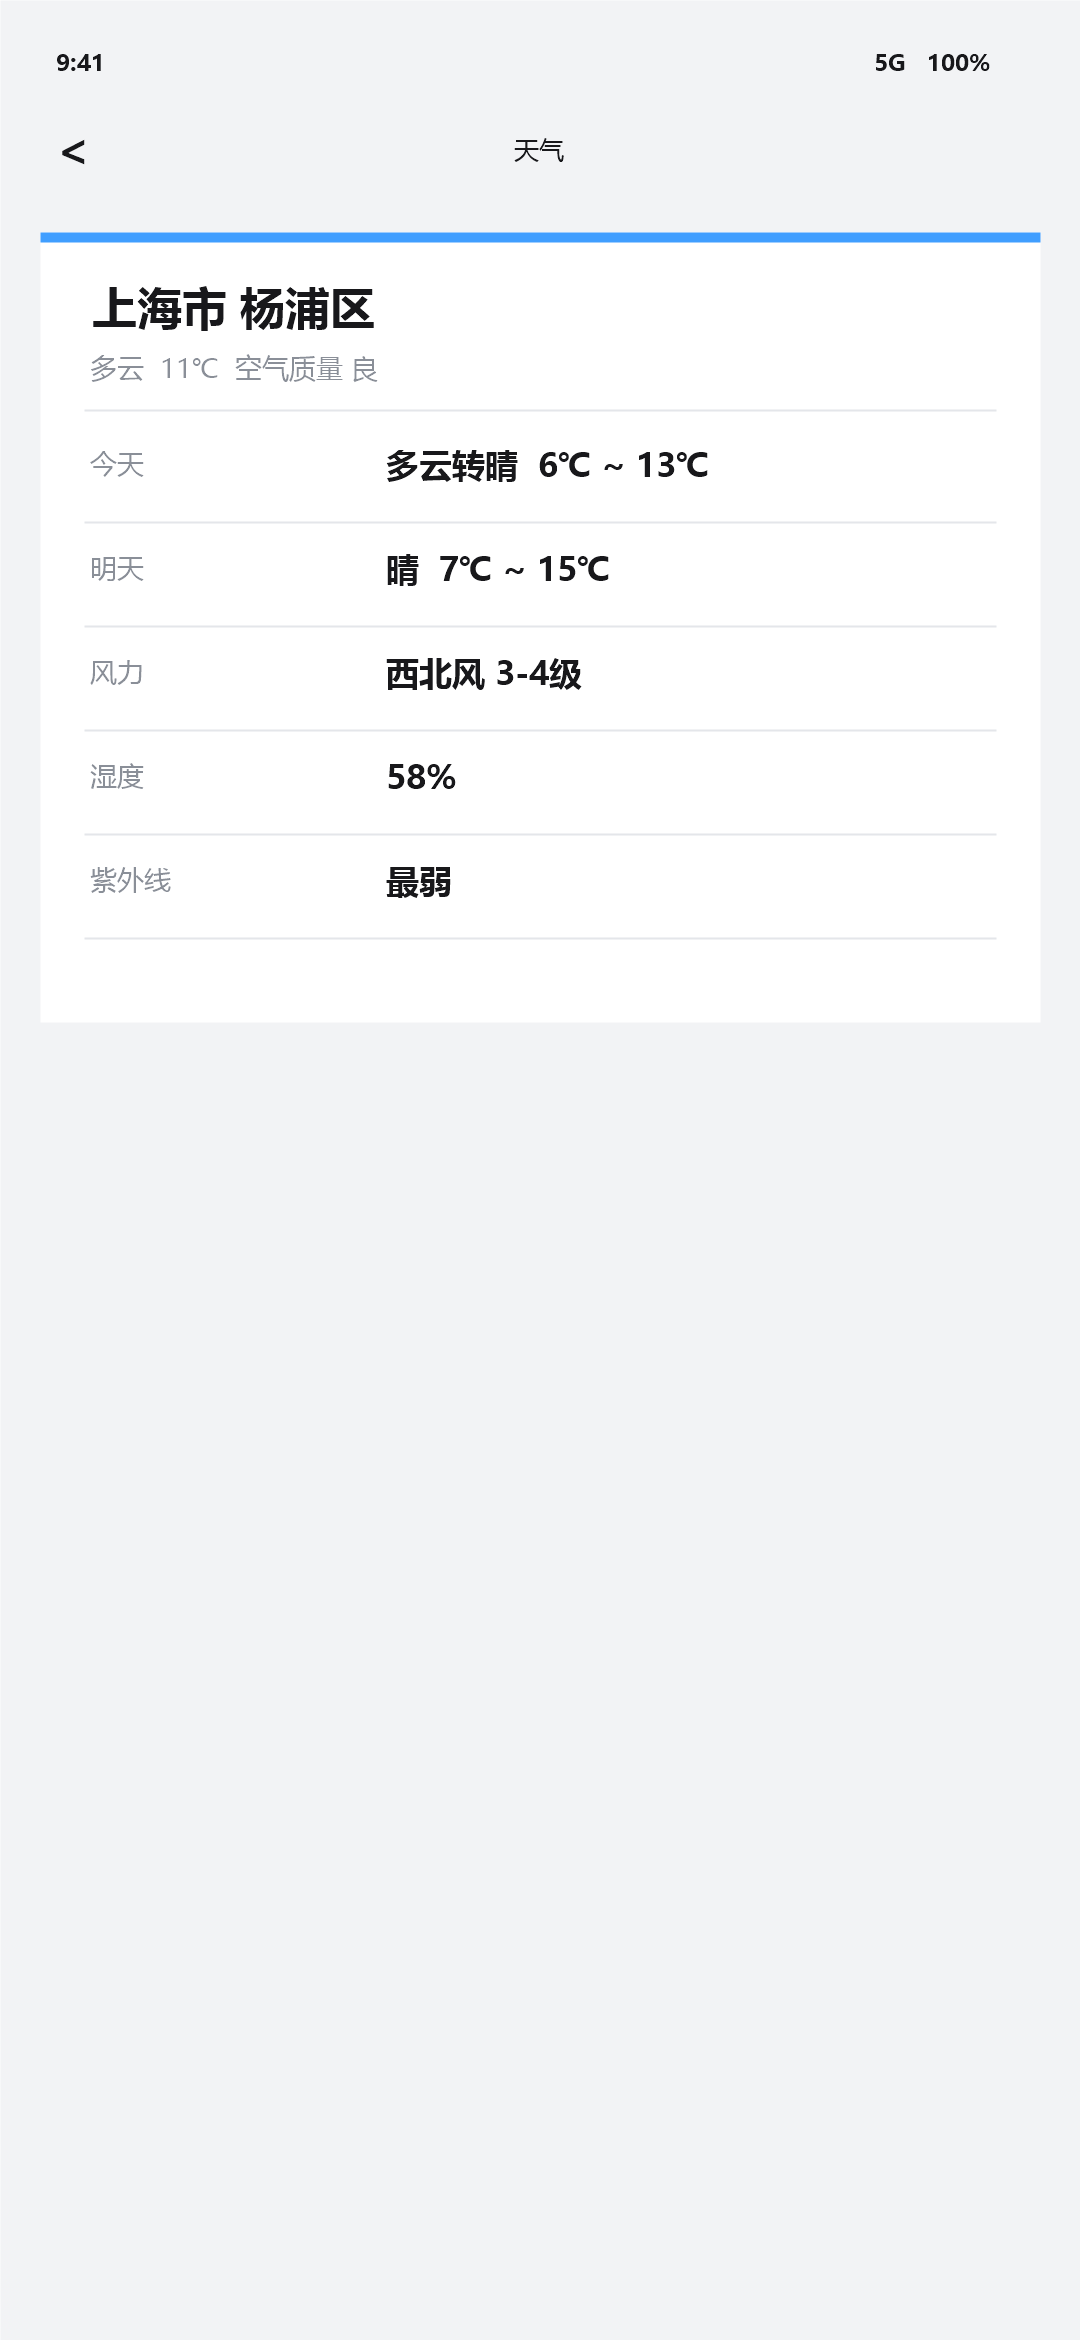 9:41 5G 100%
< 天气
上海市 杨浦区
多云 11℃ 空气质量 良
今天 多云转晴 6℃ ~ 13℃
明天 晴 7℃ ~ 15℃
风力 西北风 3-4级
湿度 58%
紫外线 最弱